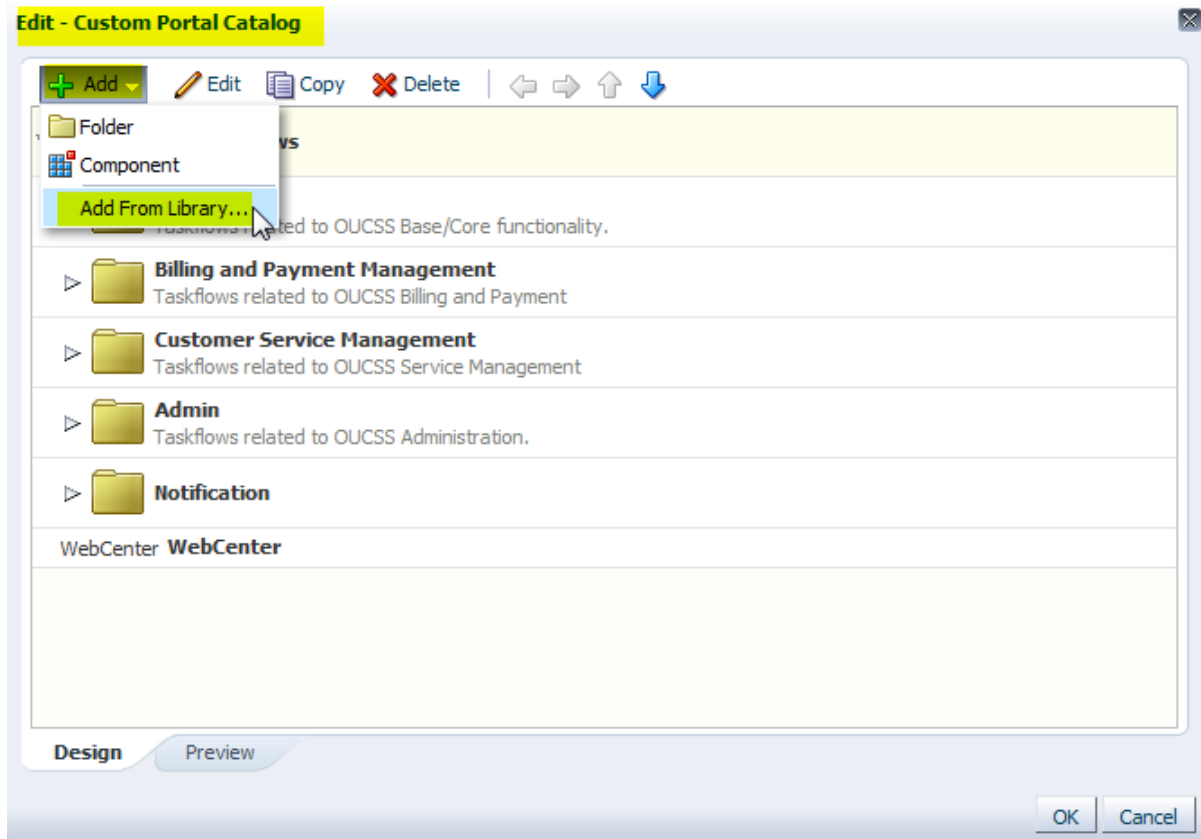 Edit - Custom Portal Catalog
Add Edit Copy Delete
Folder
Component
Add From Library...
to OUCSS Base/Core functionality.
Billing and Payment Management
Taskflows related to OUCSS Billing and Payment
Customer Service Management
Taskflows related to OUCSS Service Management
Admin
Taskflows related to OUCSS Administration.
Notification
WebCenter WebCenter
Design Preview
OK Cancel